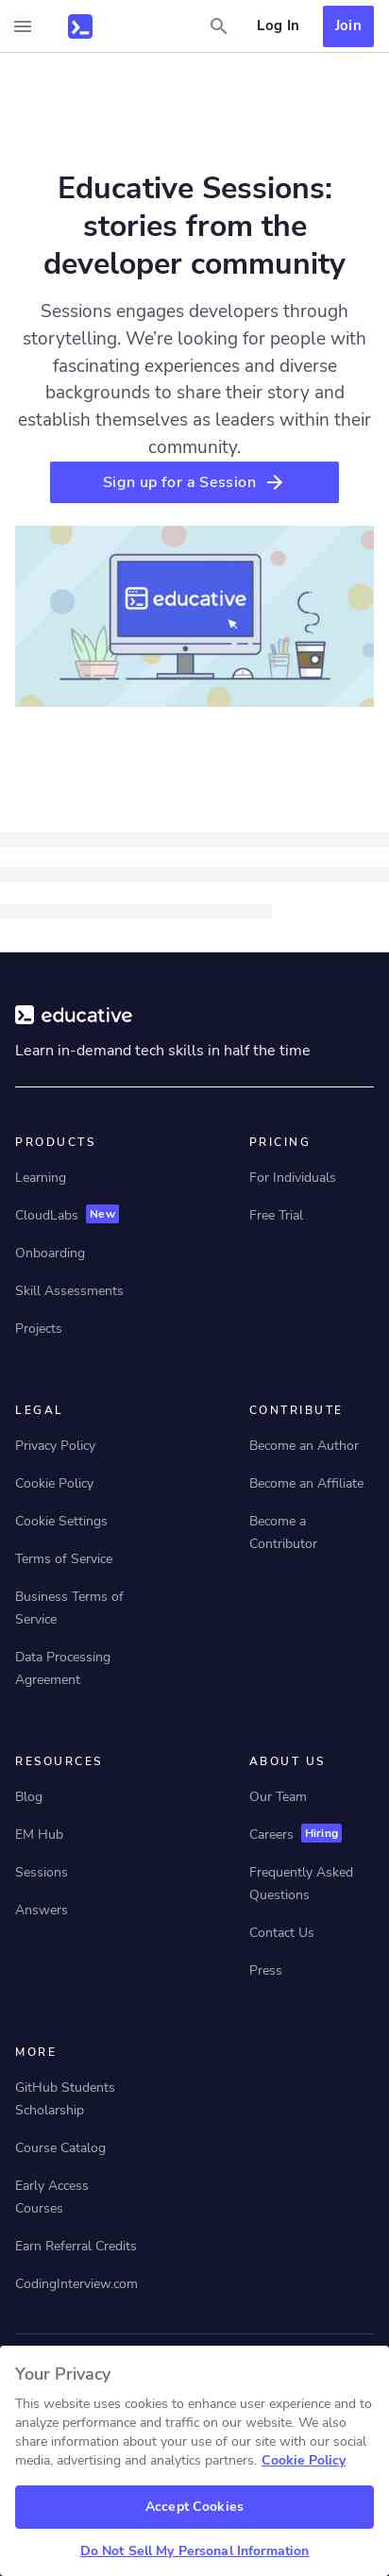 Log In
Join
Educative Sessions:
stories from the
developer community
Sessions engages developers through
storytelling. We’re looking for people with
fascinating experiences and diverse
backgrounds to share their story and
establish themselves as leaders within their
community.
Sign up for a Session
educative
educative
Learn in-demand tech skills in half the time
PRODUCTS
Learning
CloudLabs New
Onboarding
Skill Assessments
Projects
PRICING
For Individuals
Free Trial
LEGAL
Privacy Policy
Cookie Policy
Cookie Settings
Terms of Service
Business Terms of
Service
Data Processing
Agreement
CONTRIBUTE
Become an Author
Become an Affiliate
Become a
Contributor
RESOURCES
Blog
EM Hub
Sessions
Answers
ABOUT US
Our Team
Careers Hiring
Frequently Asked
Questions
Contact Us
Press
MORE
GitHub Students
Scholarship
Course Catalog
Early Access
Courses
Earn Referral Credits
CodingInterview.com
Your Privacy
This website uses cookies to enhance user experience and to
analyze performance and traffic on our website. We also
share information about your use of our site with our social
media, advertising and analytics partners. Cookie Policy
Accept Cookies
Do Not Sell My Personal Information